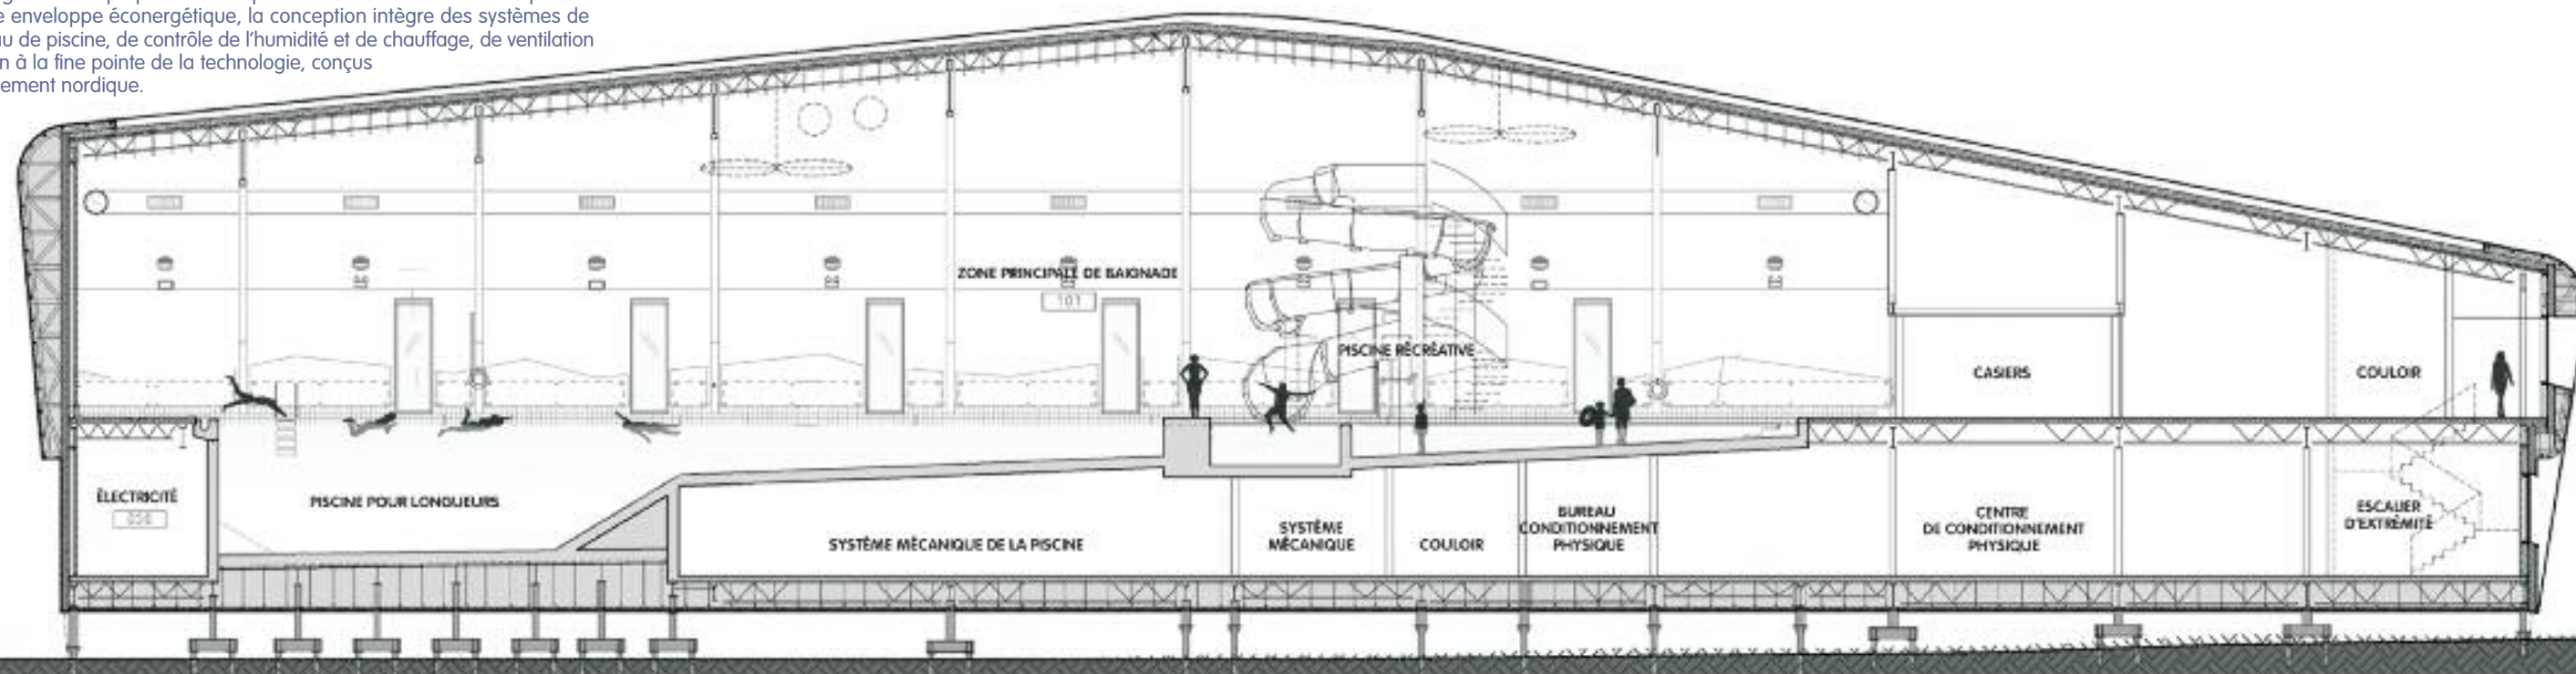 e enveloppe éconergétique, la conception intègre des systèmes de
au de piscine, de contrôle de l'humidité et de chauffage, de ventilation
n à la fine pointe de la technologie, conçus
ement nordique.
ZONE PRINCIPALE DE BAIGNADE
101
PISCINE RÉCRÉATIVE
CASIERS
COULOIR
ÉLECTRICITÉ
PISCINE POUR LONGUEURS
SYSTÈME MÉCANIQUE DE LA PISCINE
SYSTÈME
MÉCANIQUE
COULOIR
BUREAU
CONDITIONNEMENT
PHYSIQUE
CENTRE
DE CONDITIONNEMENT
PHYSIQUE
ESCALIER
D'EXTRÉMITÉ